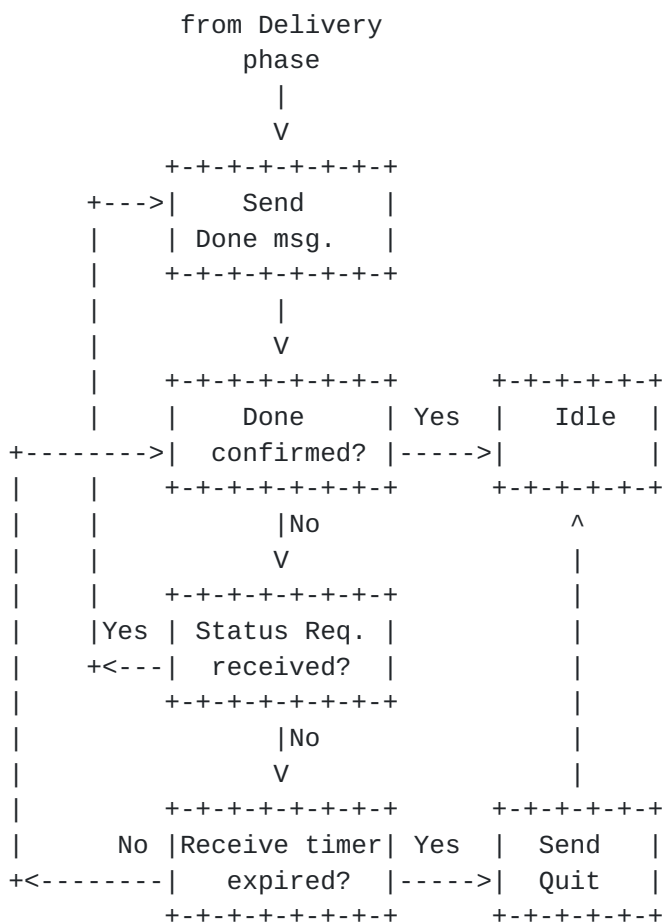 from Delivery
phase
Send
Done msg.
Done Yes Idle
confirmed?
No
Yes Status Req.
received?
No
No Receive timer Yes Send
expired? Quit